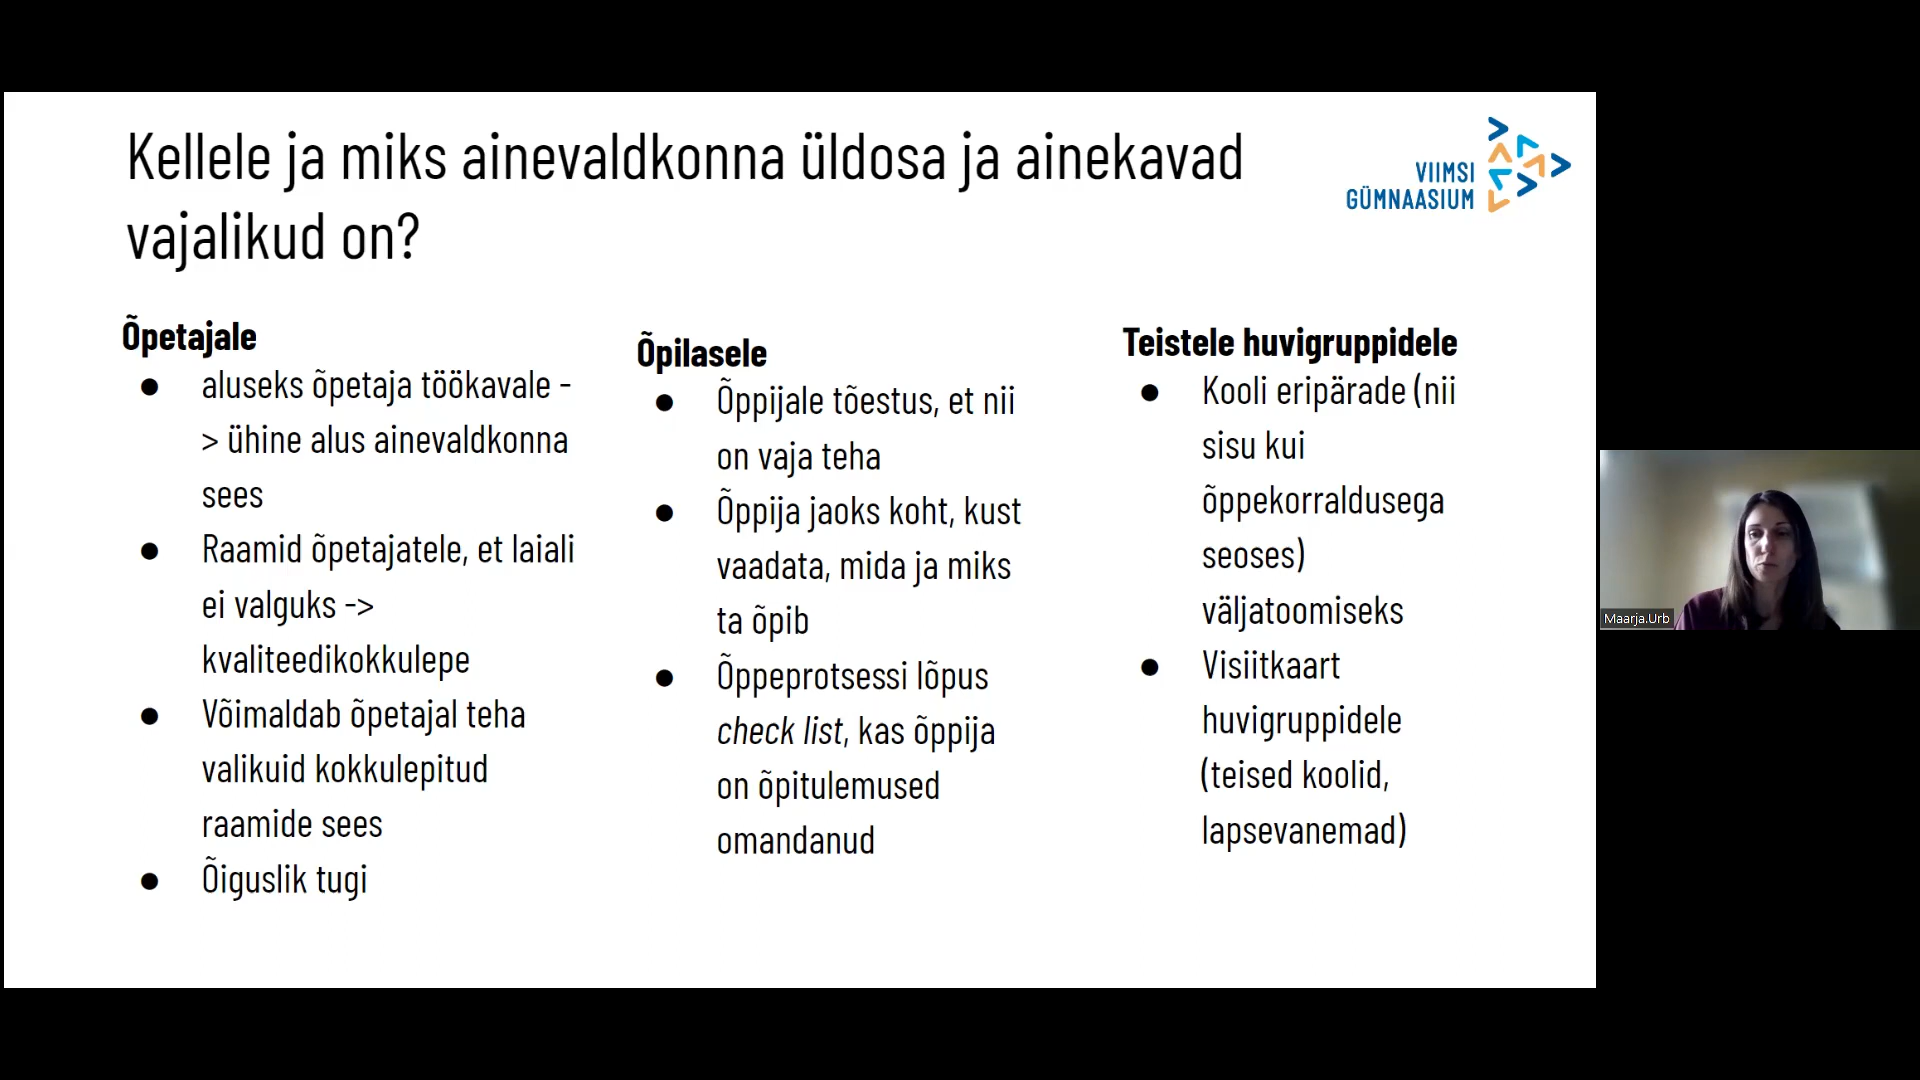 Kellele ja miks ainevaldkonna üldosa ja ainekavad
vajalikud on?
VIIMSI
GÜMNAASIUM
Õpetajale
● aluseks õpetaja töökavale -
> ühine alus ainevaldkonna
sees
● Raamid õpetajatele, et laiali
ei valguks ->
kvaliteedikokkulepe
● Võimaldab õpetajal teha
valikuid kokkulepitud
raamide sees
● Õiguslik tugi
Õpilasele
● Õppijale tõestus, et nii
on vaja teha
● Õppija jaoks koht, kust
vaadata, mida ja miks
ta õpib
● Õppeprotsessi lõpus
check list, kas õppija
on õpitulemused
omandanud
Teistele huvigruppidele
● Kooli eripärade (nii
sisu kui
õppekorraldusega
seoses)
väljatoomiseks
● Visiitkaart
huvigruppidele
(teised koolid,
lapsevanemad)
Maarja.Urb